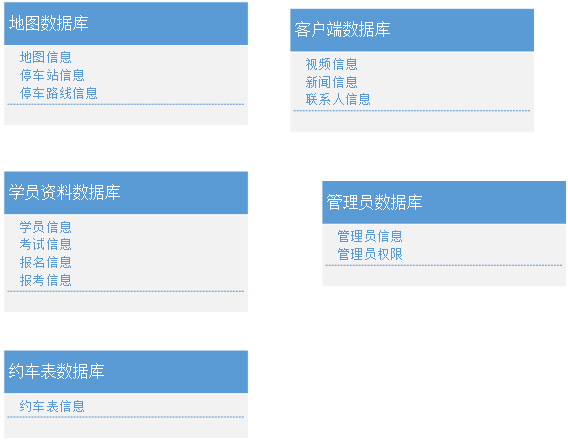 地图数据库
地图信息
停车站信息
停车路线信息
客户端数据库
视频信息
新闻信息
联系人信息
学员资料数据库
学员信息
考试信息
报名信息
报考信息
管理员数据库
管理员信息
管理员权限
约车表数据库
约车表信息